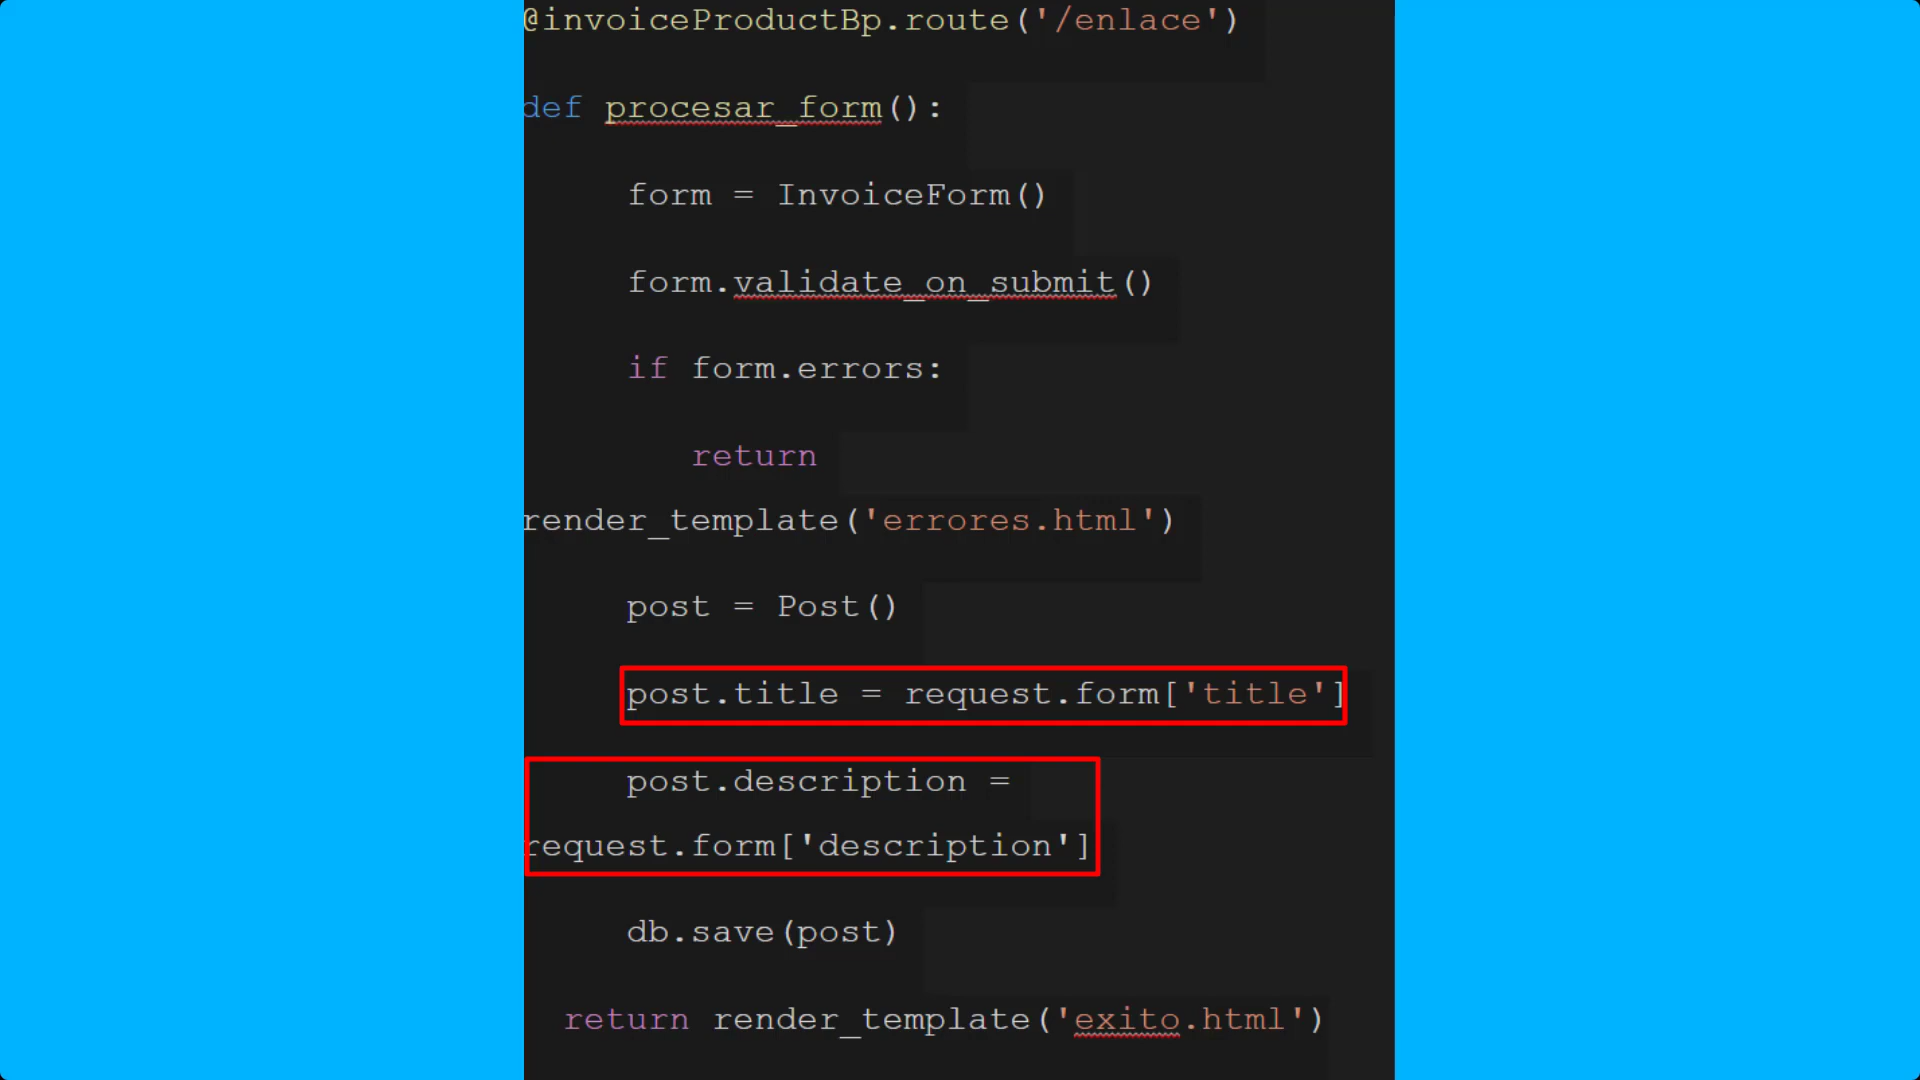 @invoiceProductBp.route('/enlace')
def procesar_form():
form = InvoiceForm()
form.validate_on_submit()
if form.errors:
return
render_template('errores.html')
post = Post()
post.title = request.form['title']
post.description =
request.form['description']
db.save(post)
return render_template('exito.html')